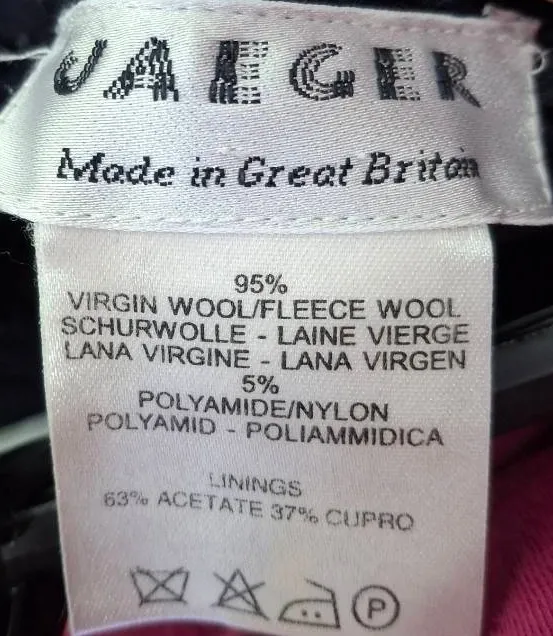 JAEGER
Made in Great Britain
95%
VIRGIN WOOL/FLEECE WOOL
SCHURWOLLE - LAINE VIERGE
LANA VIRGINE - LANA VIRGEN
5%
POLYAMIDE/NYLON
POLYAMID - POLIAMMIDICA
LININGS
63% ACETATE 37% CUPRO
P